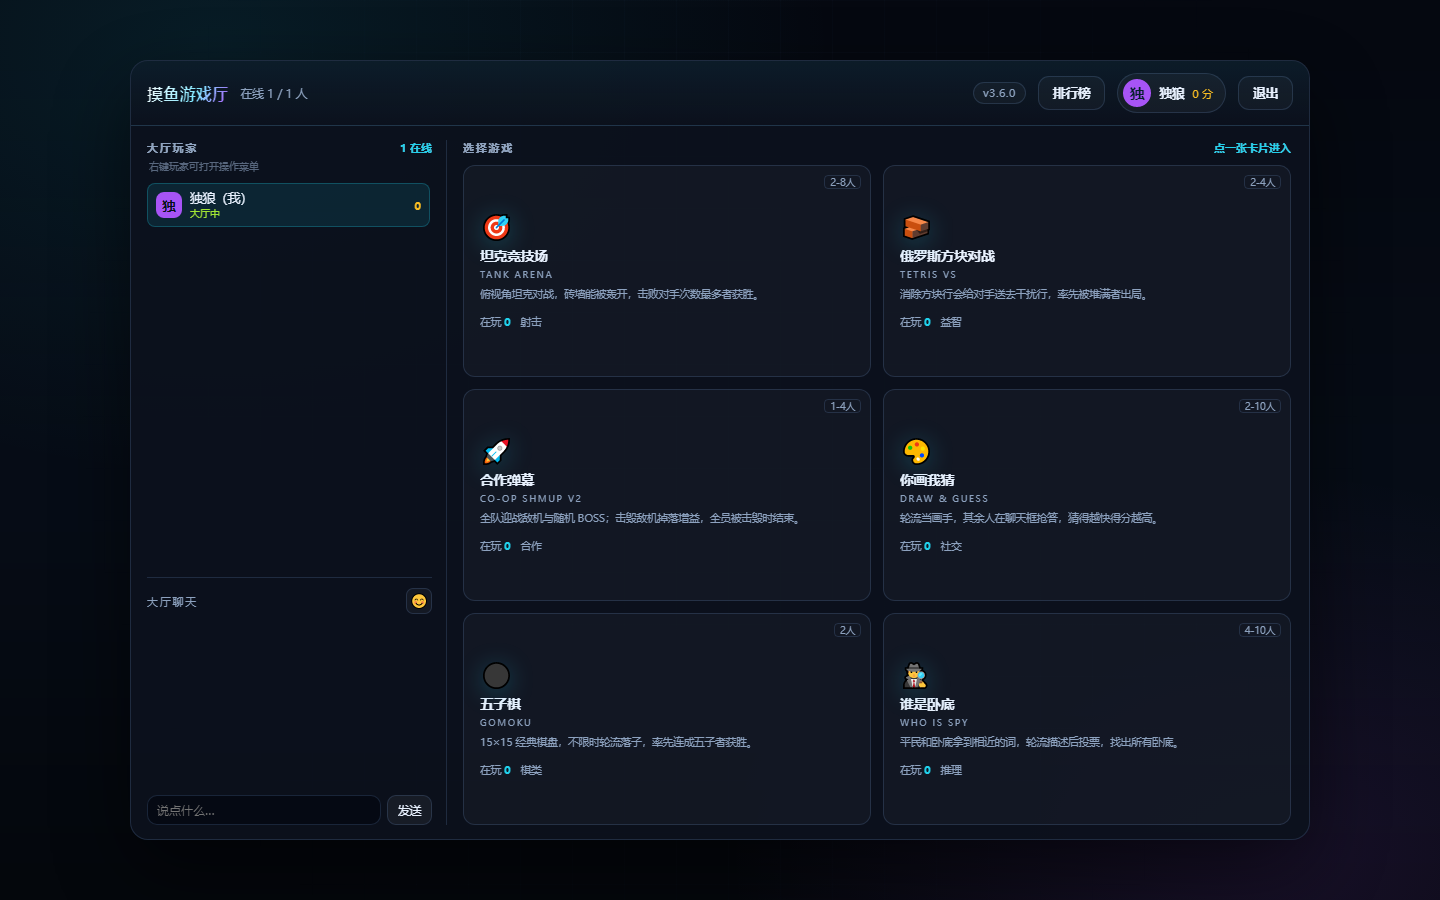 摸鱼游戏厅 在线 1 / 1 人
v3.6.0
排行榜
独 独狼 0 分
退出
大厅玩家 1 在线
右键玩家可打开操作菜单
独 独狼（我） 0
大厅中
大厅聊天
说点什么...
发送
选择游戏 点一张卡片进入
2-8人
坦克竞技场
TANK ARENA
俯视角坦克对战，砖墙能被轰开，击败对手次数最多者获胜。
在玩 0 射击
2-4人
俄罗斯方块对战
TETRIS VS
消除方块行会给对手送去干扰行，率先被堆满者出局。
在玩 0 益智
1-4人
合作弹幕
CO-OP SHMUP V2
全队迎战敌机与随机 BOSS；击毁敌机掉落增益，全员被击毁时结束。
在玩 0 合作
2-10人
你画我猜
DRAW & GUESS
轮流当画手，其余人在聊天框抢答，猜得越快得分越高。
在玩 0 社交
2人
五子棋
GOMOKU
15×15 经典棋盘，不限时轮流落子，率先连成五子者获胜。
在玩 0 棋类
4-10人
谁是卧底
WHO IS SPY
平民和卧底拿到相近的词，轮流描述后投票，找出所有卧底。
在玩 0 推理